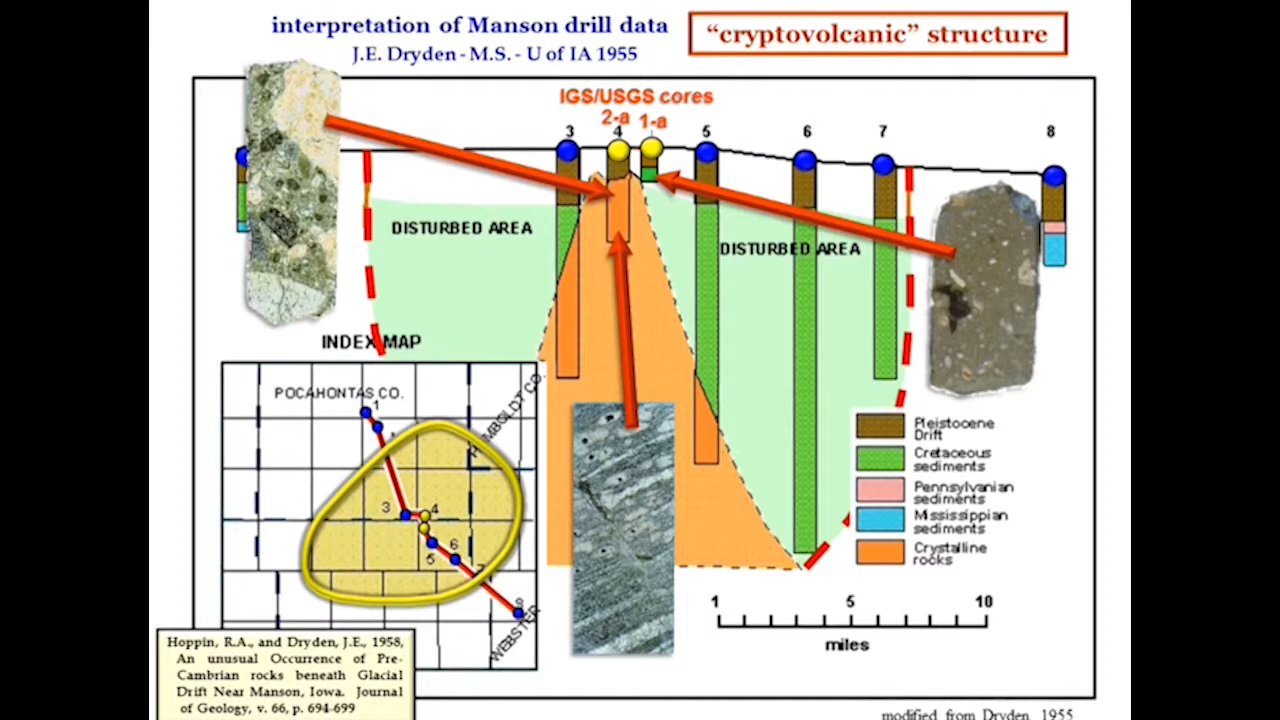 interpretation of Manson drill data
J.E. Dryden - M.S. - U of IA 1955
"cryptovolcanic" structure
IGS/USGS cores
2-a 1-a
3 4 5 6 7 8
DISTURBED AREA
DISTURBED AREA
INDEX MAP
POCAHONTAS CO.
HUMBOLDT CO.
1
3
4
5
6
7
8
WEBSTER
Pleistocene
Drift
Cretaceous
sediments
Pennsylvanian
sediments
Mississippian
sediments
Crystalline
rocks
1 5 10
miles
Hoppin, R.A., and Dryden, J.E., 1958,
An unusual Occurrence of Pre-
Cambrian rocks beneath Glacial
Drift Near Manson, Iowa. Journal
of Geology, v. 66, p. 694-699
modified from Dryden, 1955